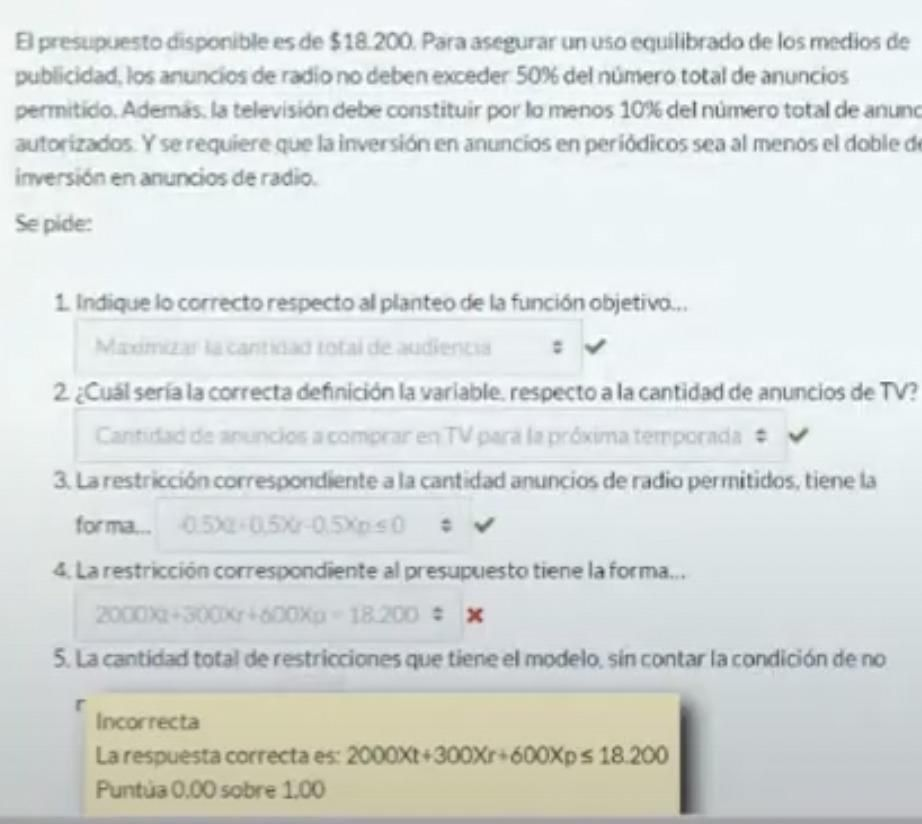 El presupuesto disponible es de $18.200. Para asegurar un uso equilibrado de los medios de
publicidad, los anuncios de radio no deben exceder 50% del número total de anuncios
permitido. Además, la televisión debe constituir por lo menos 10% del número total de anunc
autorizados. Y se requiere que la inversión en anuncios en periódicos sea al menos el doble de
inversión en anuncios de radio.
Se pide:
1. Indique lo correcto respecto al planteo de la función objetivo...
Maximizar la cantidad total de audiencia
2. ¿Cuál sería la correcta definición la variable, respecto a la cantidad de anuncios de TV?
Cantidad de anuncios a comprar en TV para la próxima temporada
3. La restricción correspondiente a la cantidad anuncios de radio permitidos, tiene la
forma... -0,5Xt+0,5Xr-0,5Xp ≤ 0
4. La restricción correspondiente al presupuesto tiene la forma...
2000Xt+300Xr+600Xp = 18.200
5. La cantidad total de restricciones que tiene el modelo, sin contar la condición de no
Incorrecta
La respuesta correcta es: 2000Xt+300Xr+600Xp ≤ 18.200
Puntúa 0,00 sobre 1,00